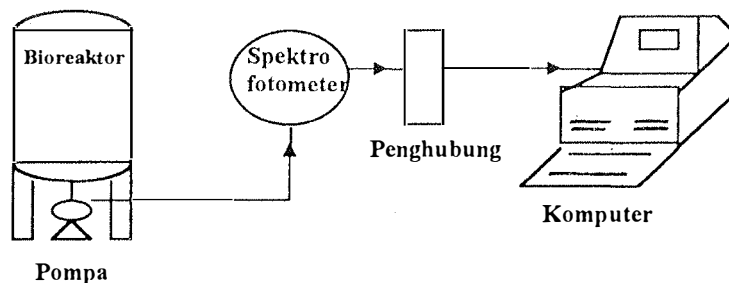 Bioreaktor
Spektro
fotometer
Penghubung
Komputer
Pompa